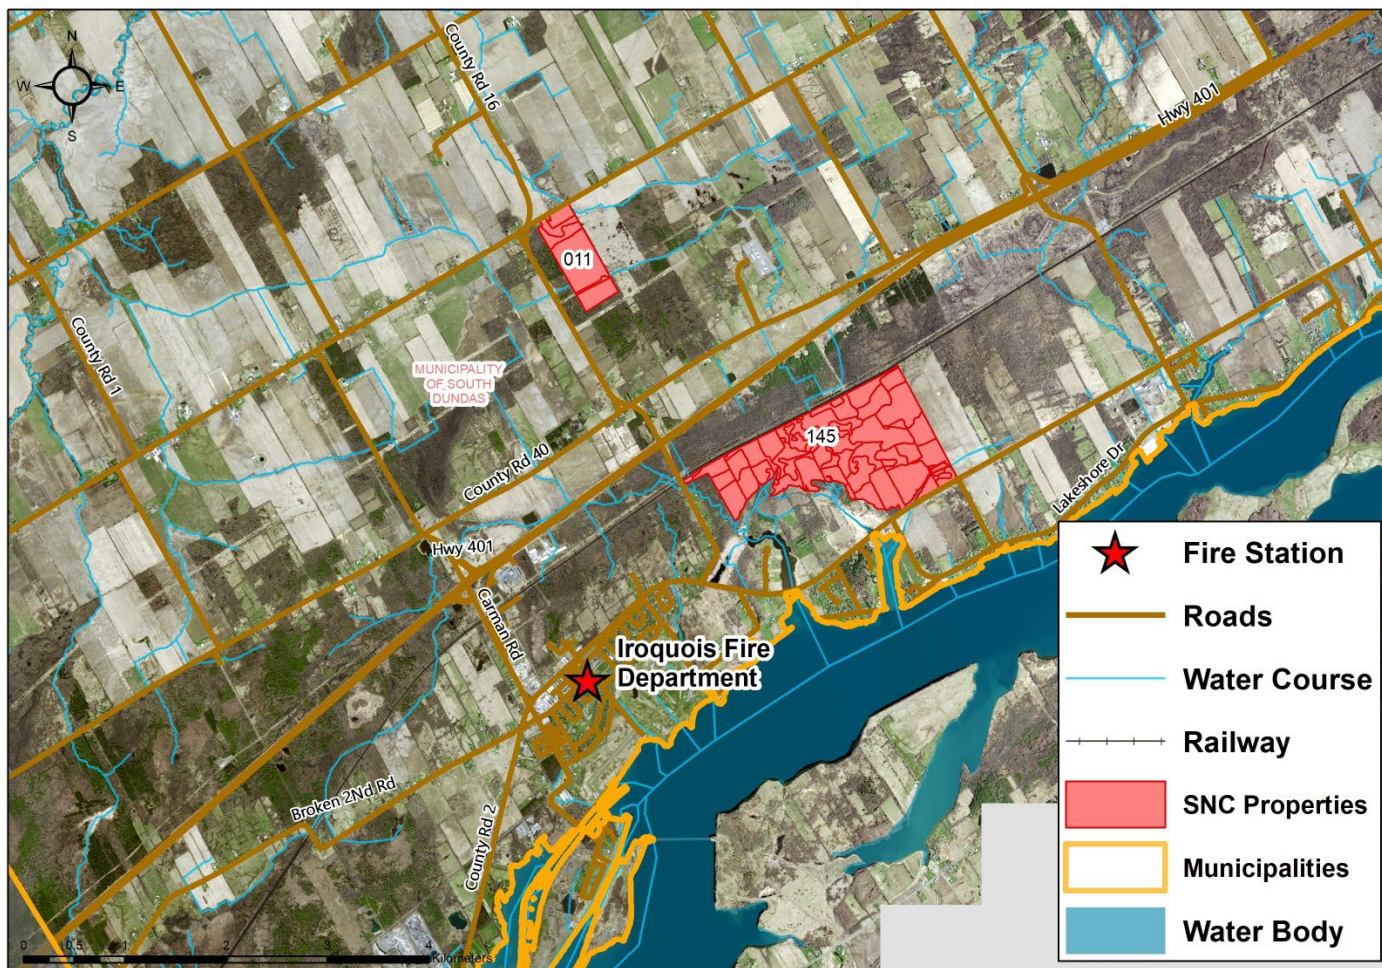 N
W E
S
County Rd 16
Hwy 401
011
County Rd 1
MUNICIPALITY
OF SOUTH
DUNDAS
145
County Rd 40
Lakeshore Dr
Hwy 401
Carman Rd
Iroquois Fire
Department
Broken 2Nd Rd
County Rd 2
0 0.5 1 2 3 4
Kilometers
Fire Station
Roads
Water Course
Railway
SNC Properties
Municipalities
Water Body